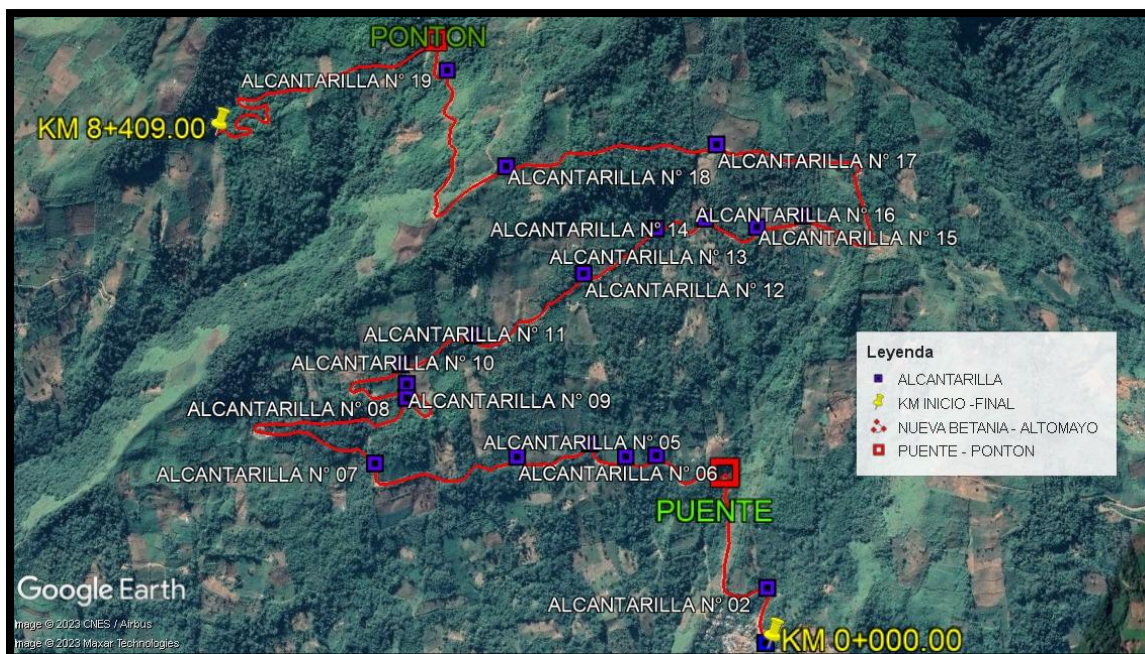 PONTON
ALCANTARILLA N° 19
KM 8+409.00
ALCANTARILLA N° 17
ALCANTARILLA N° 18
ALCANTARILLA N° 16
ALCANTARILLA N° 14
ALCANTARILLA N° 15
ALCANTARILLA N° 13
ALCANTARILLA N° 12
ALCANTARILLA N° 11
ALCANTARILLA N° 10
ALCANTARILLA N° 09
ALCANTARILLA N° 08
ALCANTARILLA N° 05
ALCANTARILLA N° 07
ALCANTARILLA N° 06
PUENTE
ALCANTARILLA N° 02
KM 0+000.00
Leyenda
ALCANTARILLA
KM INICIO -FINAL
NUEVA BETANIA - ALTOMAYO
PUENTE - PONTON
Google Earth
Image © 2023 CNES / Airbus
Image © 2023 Maxar Technologies